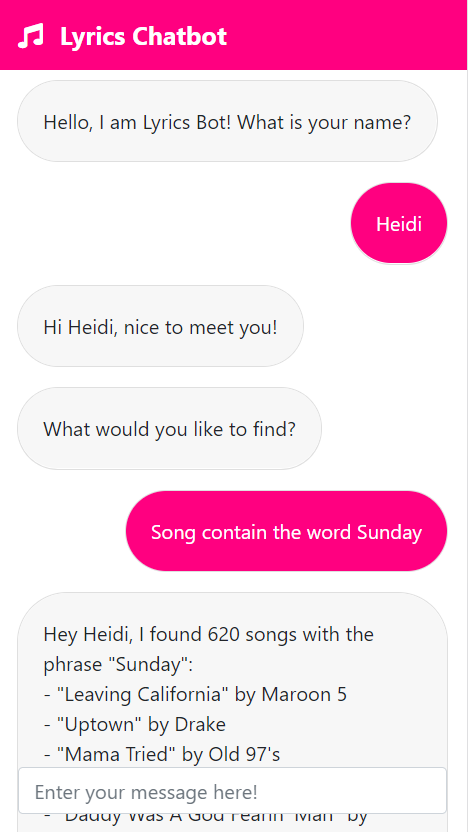 Lyrics Chatbot
Hello, I am Lyrics Bot! What is your name?
Heidi
Hi Heidi, nice to meet you!
What would you like to find?
Song contain the word Sunday
Hey Heidi, I found 620 songs with the
phrase "Sunday":
- "Leaving California" by Maroon 5
- "Uptown" by Drake
- "Mama Tried" by Old 97's
Enter your message here!
- "Daddy Was A God Fearin' Man" by